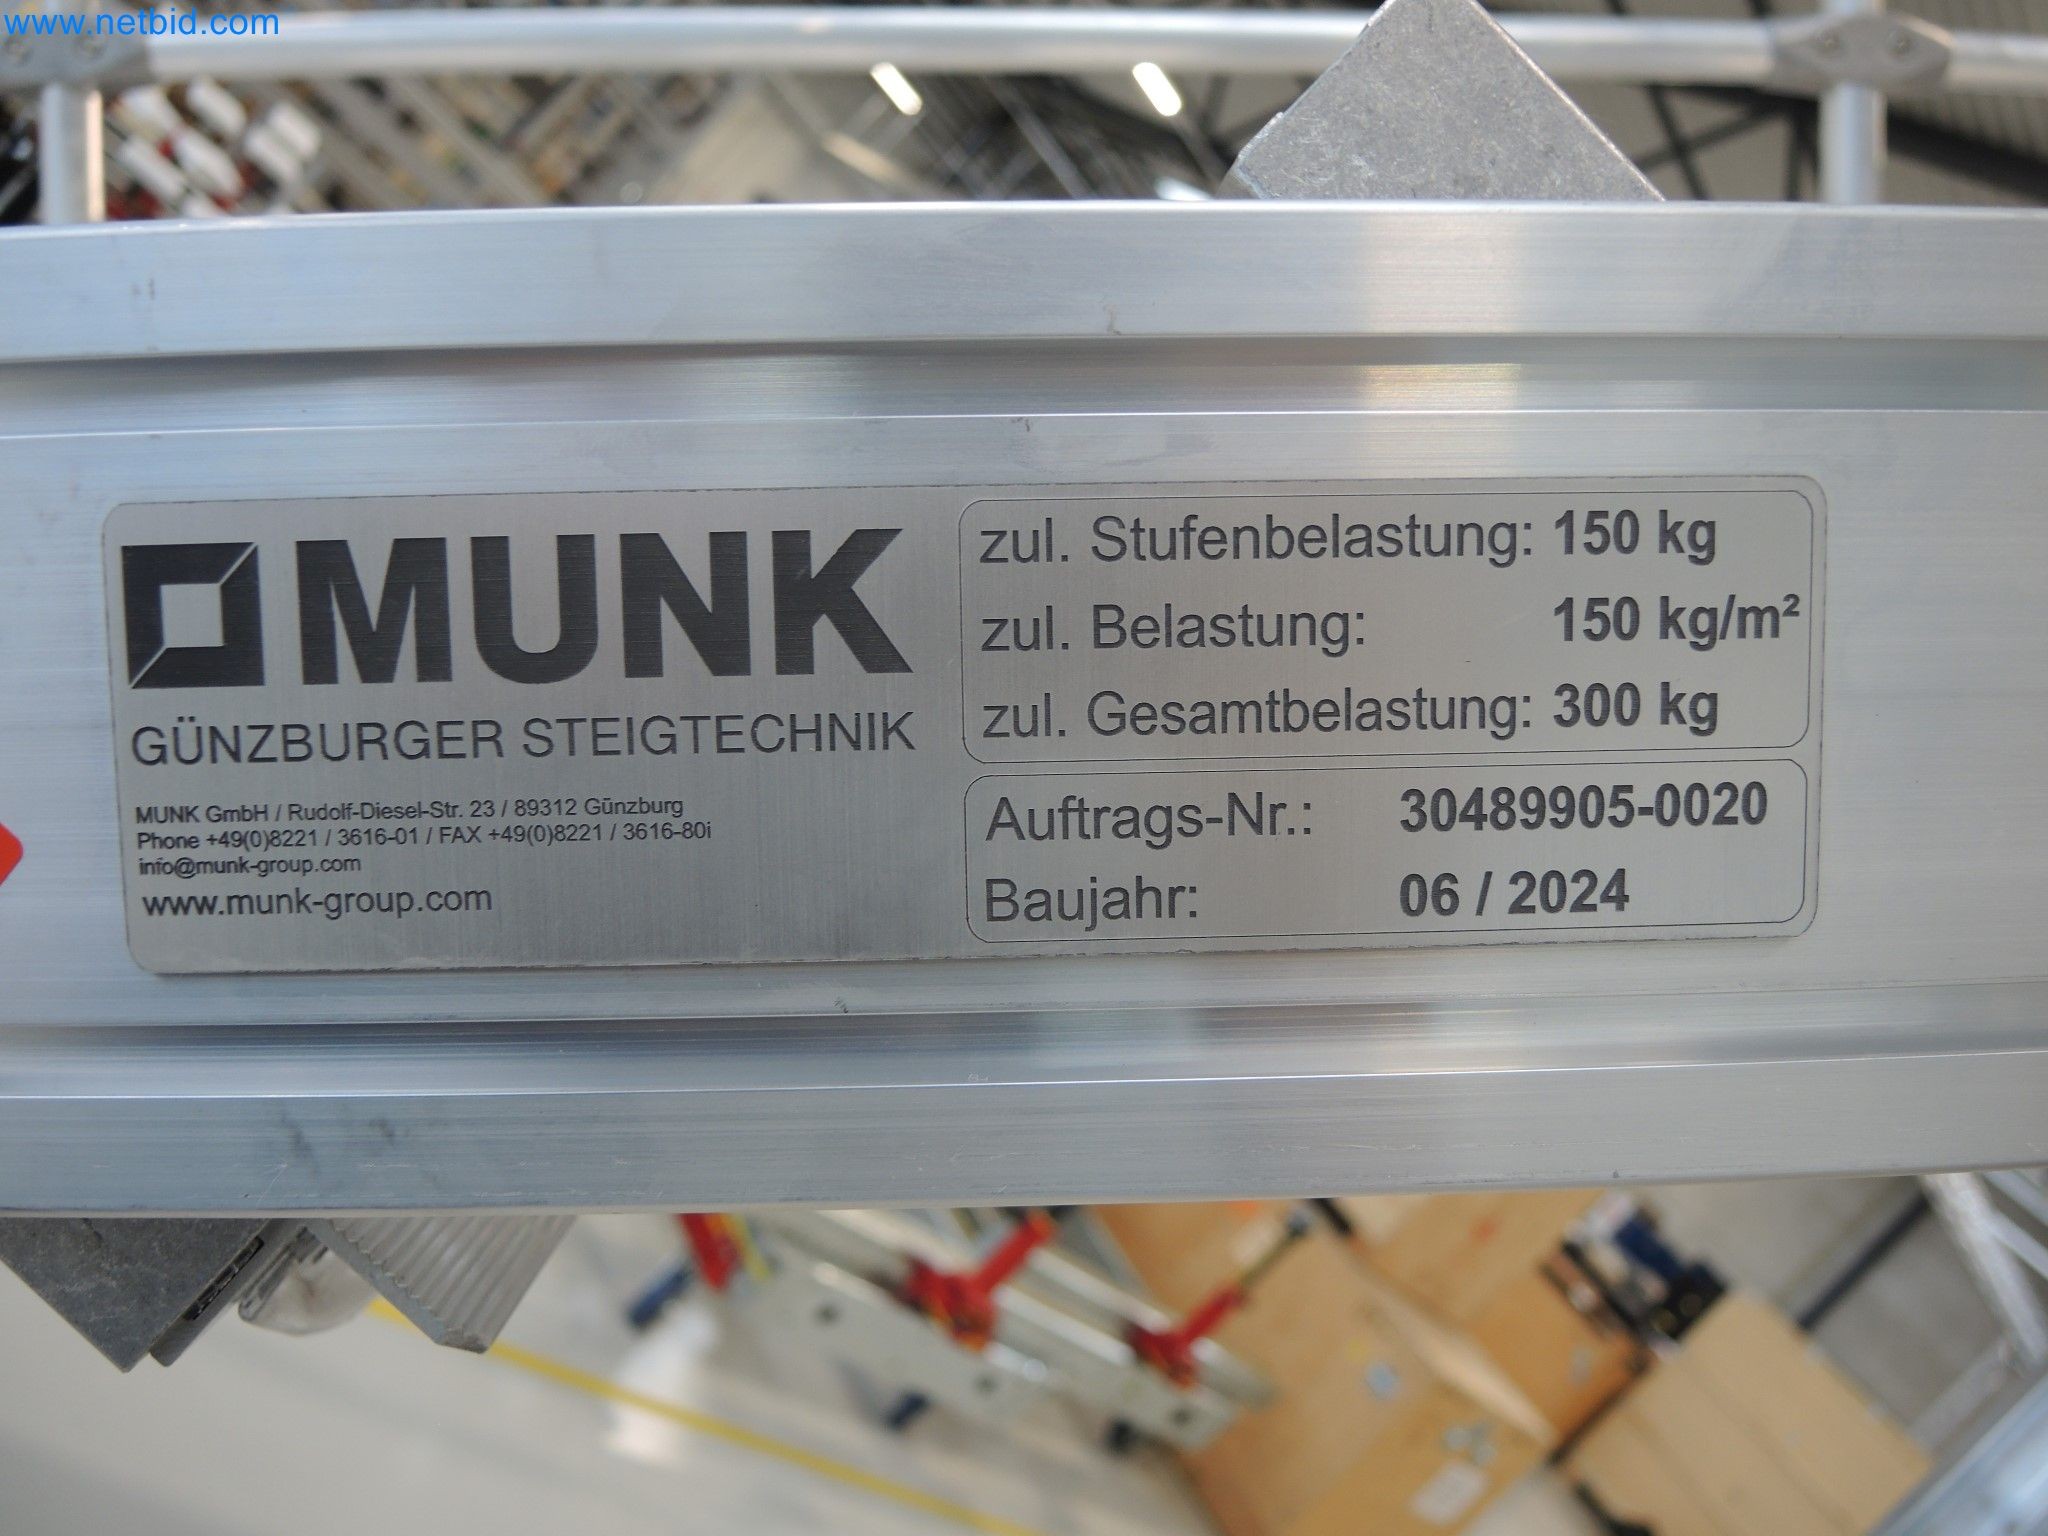 www.netbid.com
MUNK
GÜNZBURGER STEIGTECHNIK
MUNK GmbH / Rudolf-Diesel-Str. 23 / 89312 Günzburg
Phone +49(0)8221 / 3616-01 / FAX +49(0)8221 / 3616-80i
info@munk-group.com
www.munk-group.com
zul. Stufenbelastung: 150 kg
zul. Belastung: 150 kg/m²
zul. Gesamtbelastung: 300 kg
Auftrags-Nr.: 30489905-0020
Baujahr: 06 / 2024